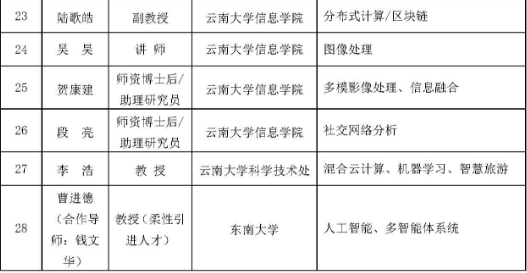 23 陆歌皓 副教授 云南大学信息学院 分布式计算/区块链
24 吴 昊 讲 师 云南大学信息学院 图像处理
25 贺康建 师资博士后/
助理研究员 云南大学信息学院 多模影像处理、信息融合
26 段 亮 师资博士后/
助理研究员 云南大学信息学院 社交网络分析
27 李 浩 教 授 云南大学科学技术处 混合云计算、机器学习、智慧旅游
28 曹进德
（合作导
师：钱文
华） 教授（柔性引
进人才） 东南大学 人工智能、多智能体系统